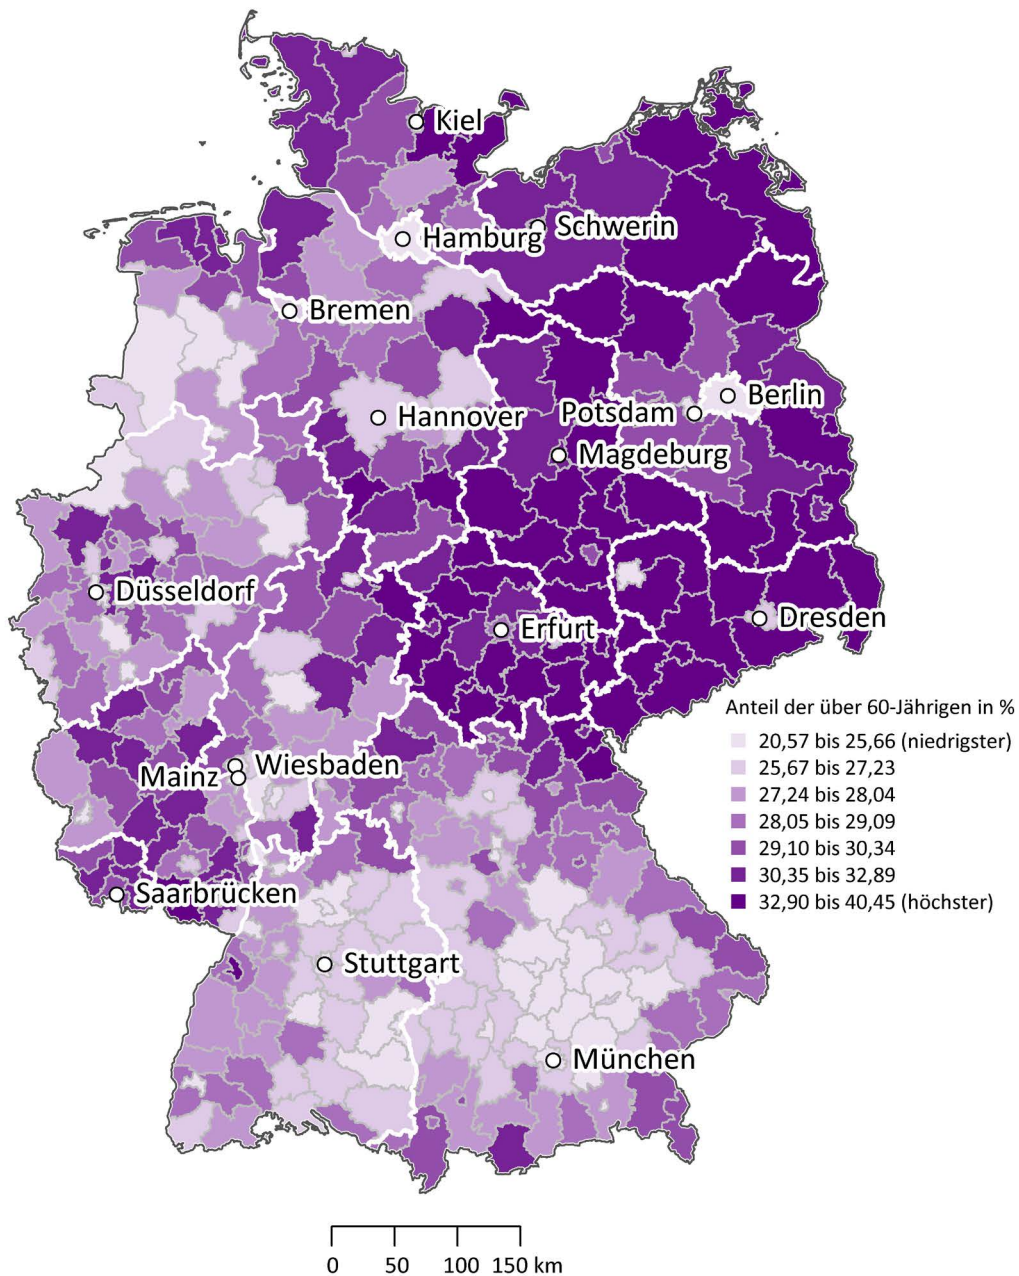 Kiel
Schwerin
Hamburg
Bremen
Berlin
Hannover
Potsdam
Magdeburg
Düsseldorf
Erfurt
Dresden
Anteil der über 60-Jährigen in %
20,57 bis 25,66 (niedrigster)
25,67 bis 27,23
27,24 bis 28,04
28,05 bis 29,09
29,10 bis 30,34
30,35 bis 32,89
32,90 bis 40,45 (höchster)
Wiesbaden
Mainz
Saarbrücken
Stuttgart
München
0 50 100 150 km